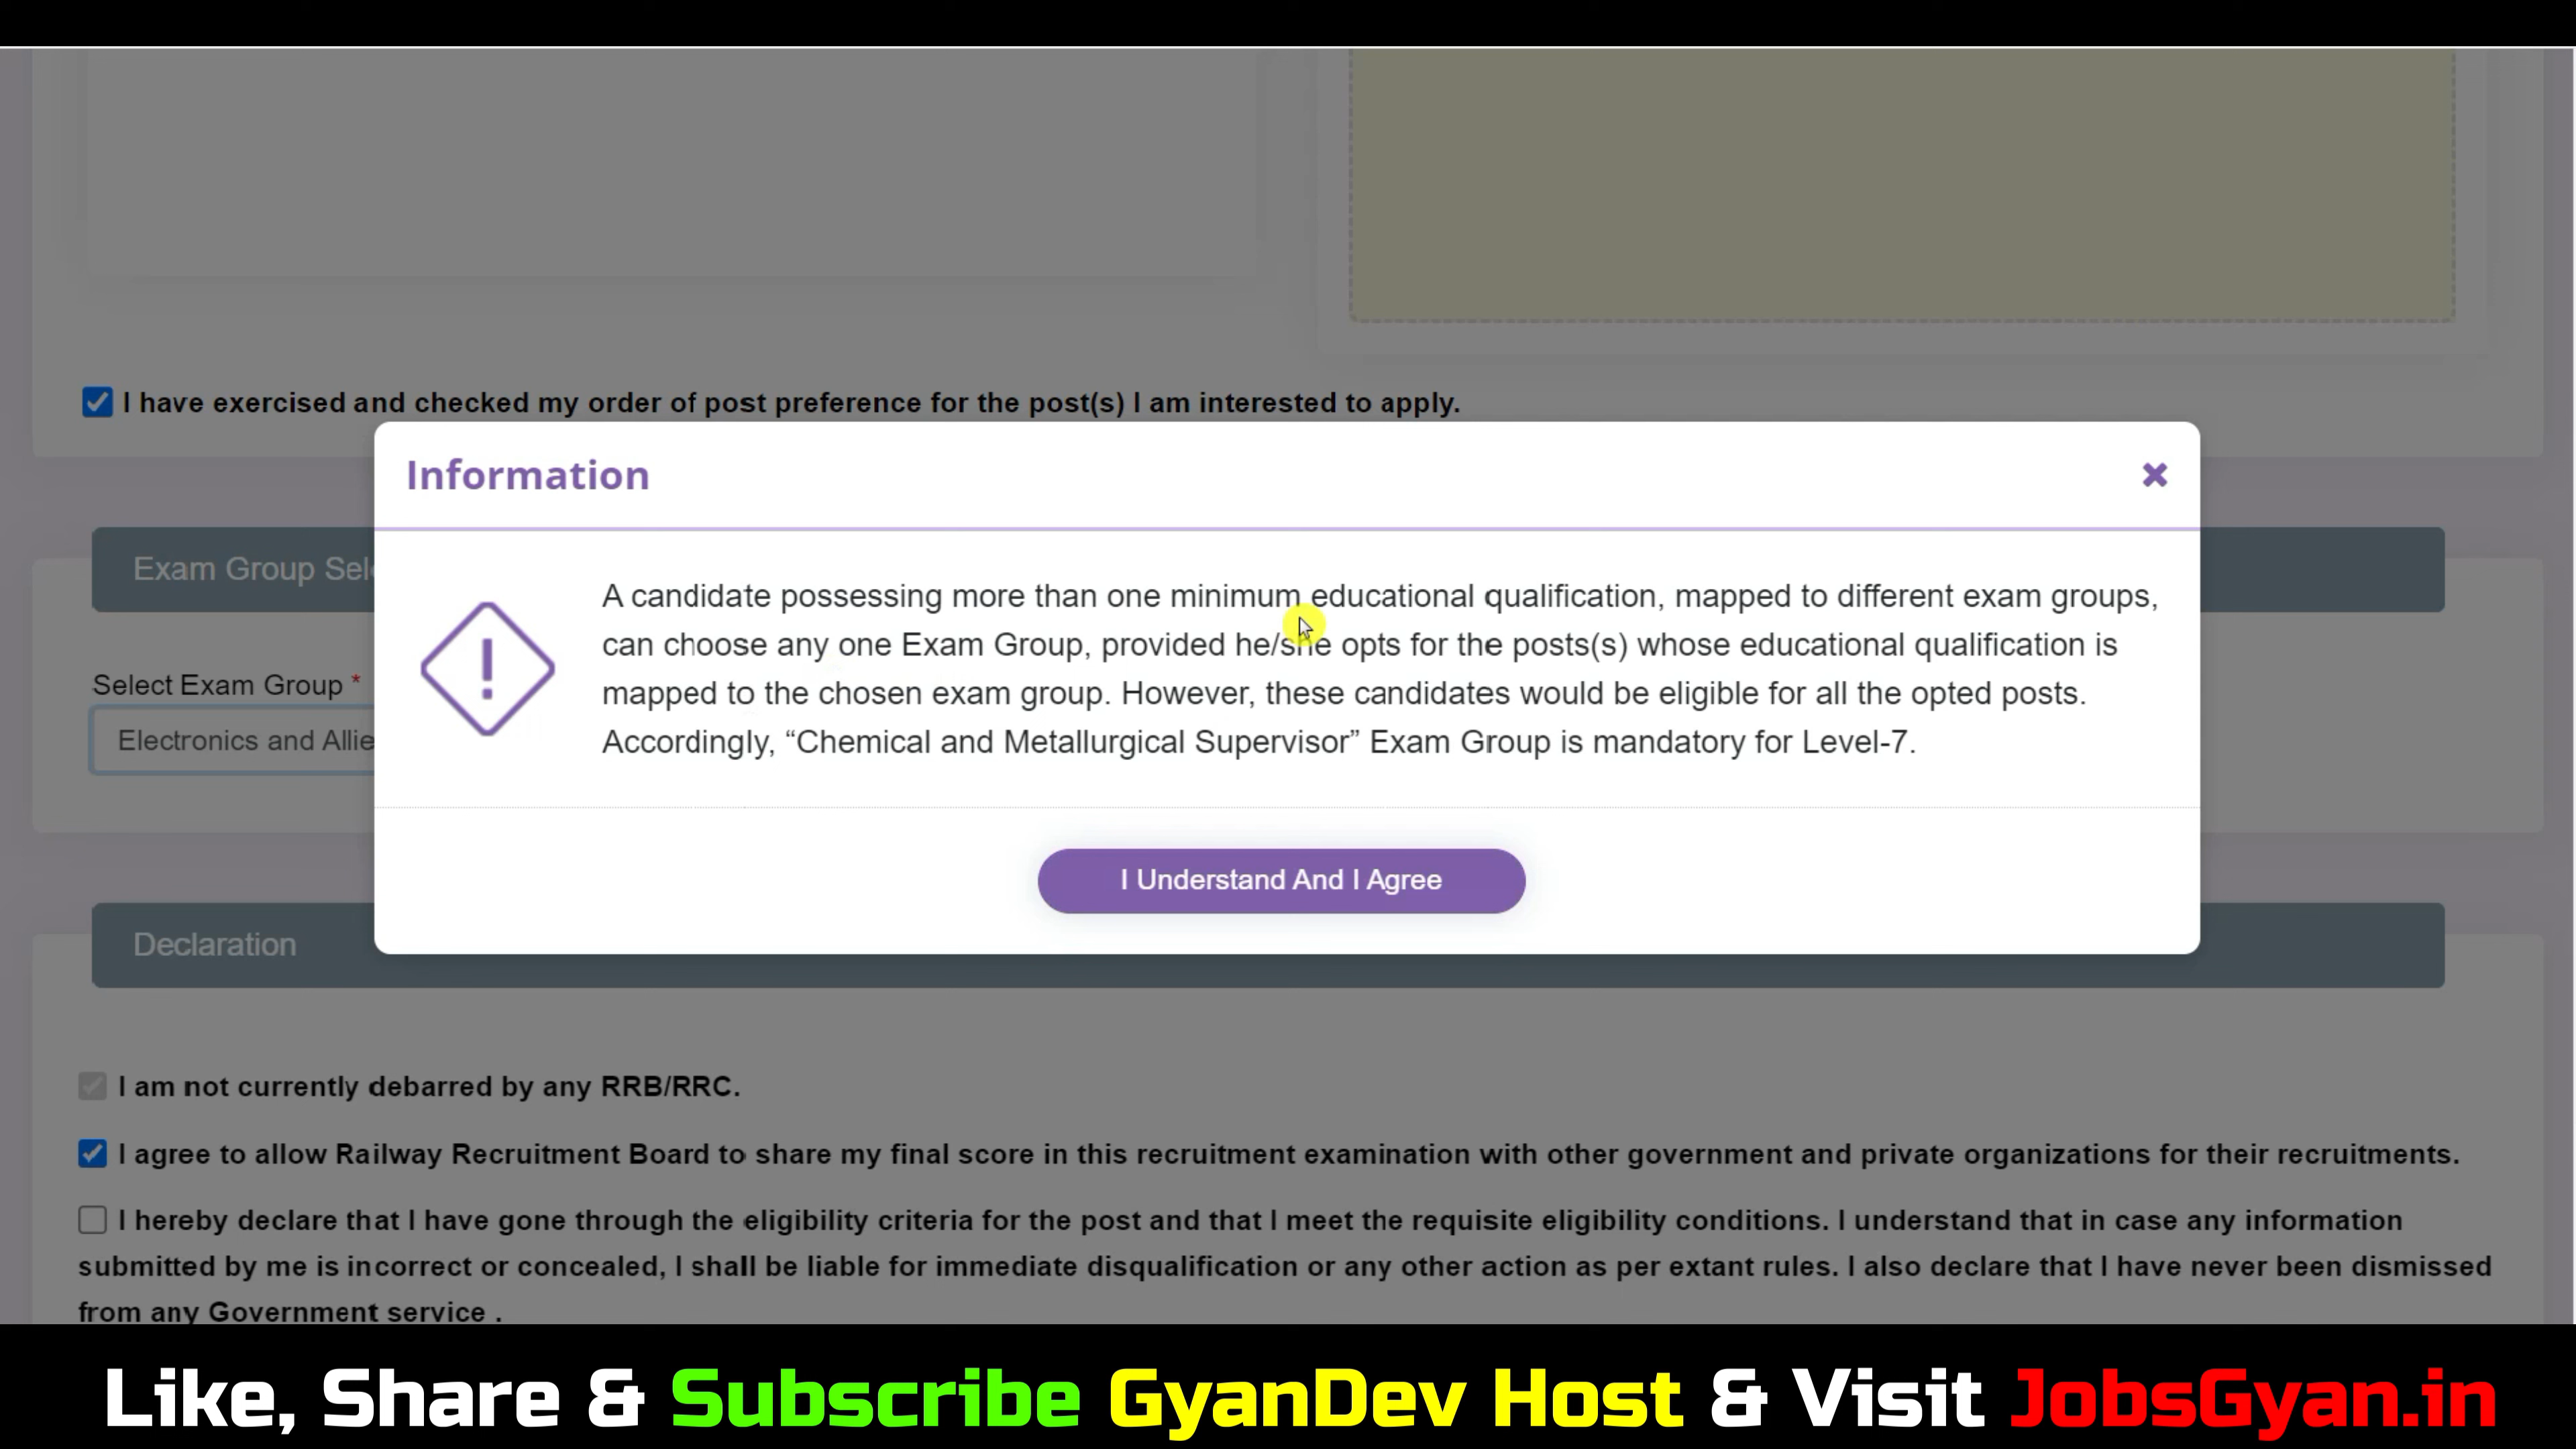 I have exercised and checked my order of post preference for the post(s) I am interested to apply.
Information
Exam Group Sele
A candidate possessing more than one minimum educational qualification, mapped to different exam groups,
can choose any one Exam Group, provided he/she opts for the posts(s) whose educational qualification is
mapped to the chosen exam group. However, these candidates would be eligible for all the opted posts.
Accordingly, “Chemical and Metallurgical Supervisor” Exam Group is mandatory for Level-7.
Select Exam Group *
Electronics and Allie
I Understand And I Agree
Declaration
I am not currently debarred by any RRB/RRC.
I agree to allow Railway Recruitment Board to share my final score in this recruitment examination with other government and private organizations for their recruitments.
I hereby declare that I have gone through the eligibility criteria for the post and that I meet the requisite eligibility conditions. I understand that in case any information
submitted by me is incorrect or concealed, I shall be liable for immediate disqualification or any other action as per extant rules. I also declare that I have never been dismissed
from any Government service .
Like, Share & Subscribe GyanDev Host & Visit JobsGyan.in